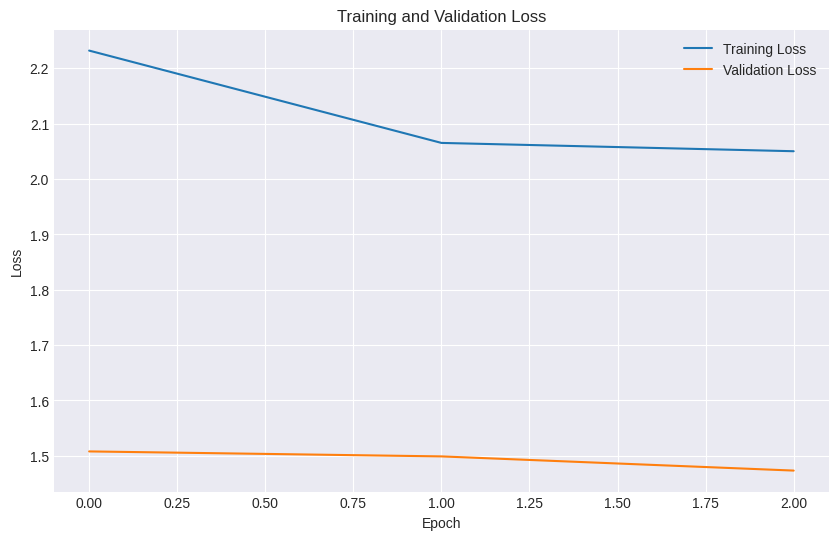 Training and Validation Loss
Training Loss
Validation Loss
2.2
2.1
2.0
1.9
1.8
1.7
1.6
1.5
Loss
0.00 0.25 0.50 0.75 1.00 1.25 1.50 1.75 2.00
Epoch